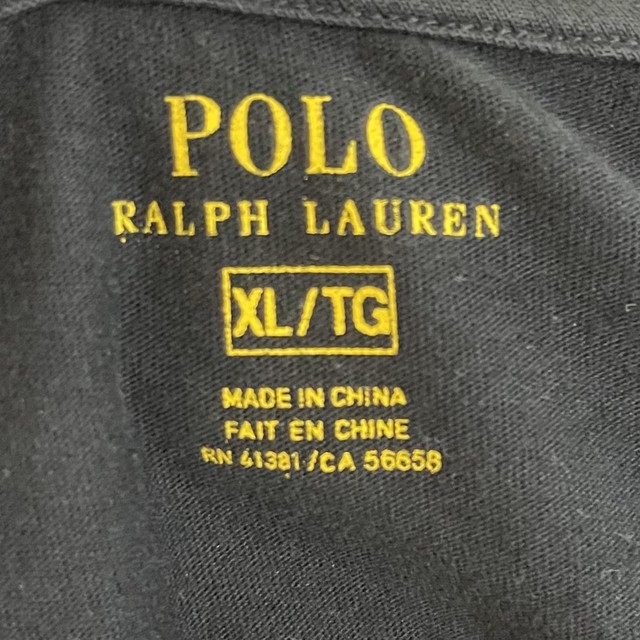 POLO
RALPH LAUREN
XL/TG
MADE IN CHINA
FAIT EN CHINE
RN 41381/CA 56658